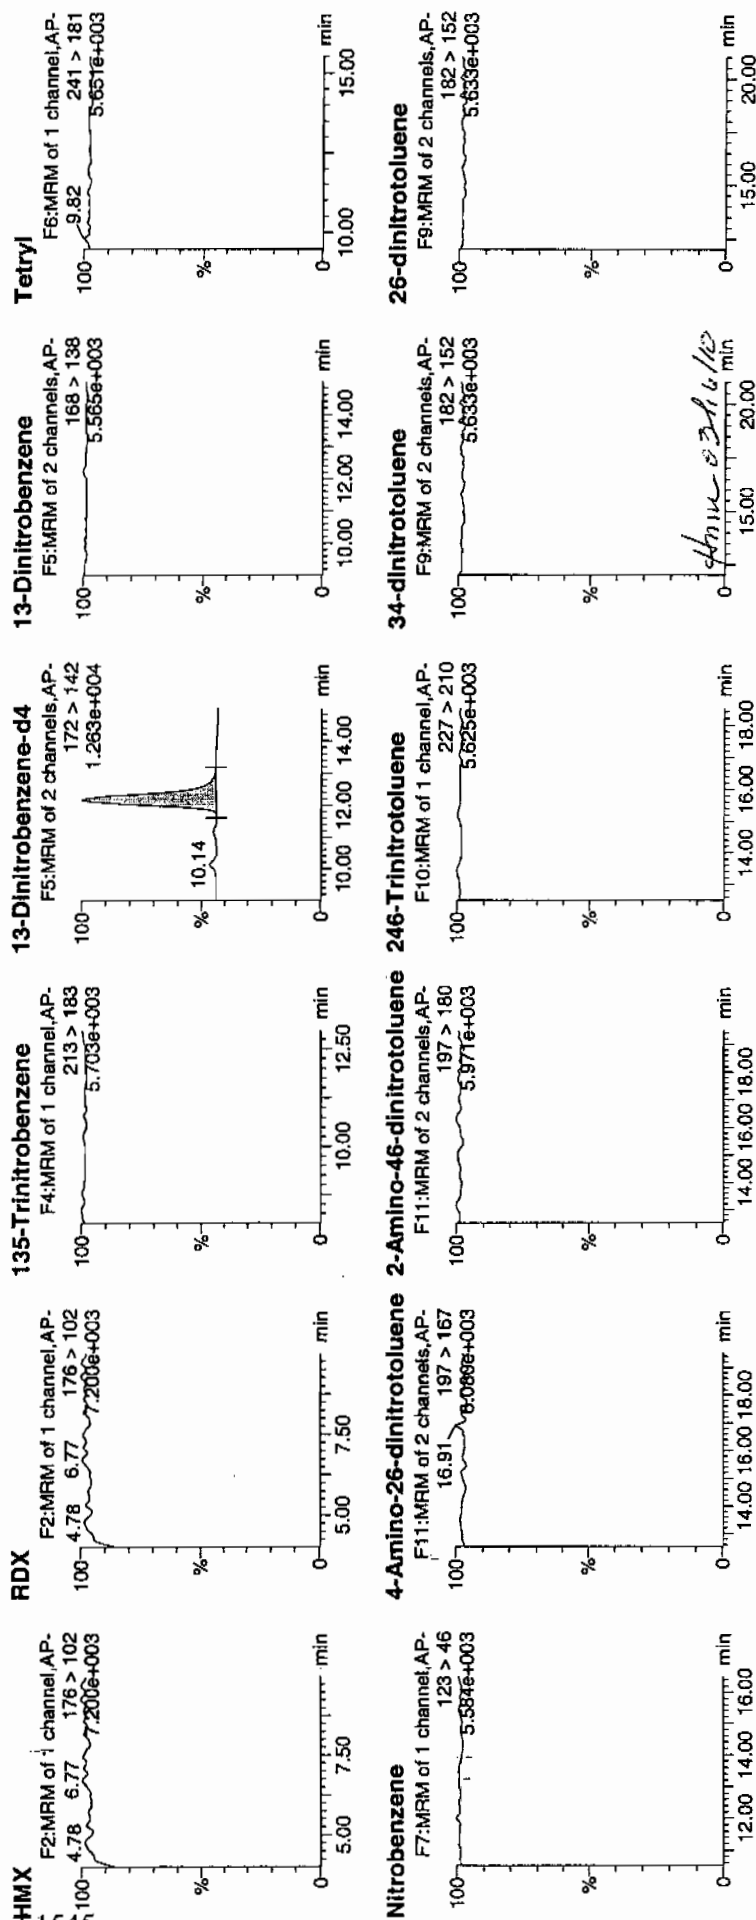 HMX
F2:MRM of 1 channel,AP-
176 > 102
7.200e+003
100
4.78
6.77
%
0
5.00
7.50
min
RDX
F2:MRM of 1 channel,AP-
176 > 102
7.200e+003
100
4.78
6.77
%
0
5.00
7.50
min
135-Trinitrobenzene
F4:MRM of 1 channel,AP-
213 > 183
5.703e+003
100
%
0
10.00
12.50
min
13-Dinitrobenzene-d4
F5:MRM of 2 channels,AP-
172 > 142
1.263e+004
100
10.14
%
0
10.00
12.00
14.00
min
13-Dinitrobenzene
F5:MRM of 2 channels,AP-
168 > 138
5.565e+003
100
%
0
10.00
12.00
14.00
min
Tetryl
F6:MRM of 1 channel,AP-
241 > 181
5.651e+003
100
9.82
%
0
10.00
15.00
min
Nitrobenzene
F7:MRM of 1 channel,AP-
123 > 46
5.584e+003
100
%
0
12.00
14.00
16.00
min
4-Amino-26-dinitrotoluene
F11:MRM of 2 channels,AP-
197 > 167
6.089e+003
100
16.91
%
0
14.00
16.00
18.00
min
2-Amino-46-dinitrotoluene
F11:MRM of 2 channels,AP-
197 > 180
5.971e+003
100
%
0
14.00
16.00
18.00
min
246-Trinitrotoluene
F10:MRM of 1 channel,AP-
227 > 210
5.625e+003
100
%
0
14.00
16.00
18.00
min
34-dinitrotoluene
F9:MRM of 2 channels,AP-
182 > 152
5.633e+003
100
%
0
15.00
20.00
min
26-dinitrotoluene
F9:MRM of 2 channels,AP-
182 > 152
5.633e+003
100
%
0
15.00
20.00
min